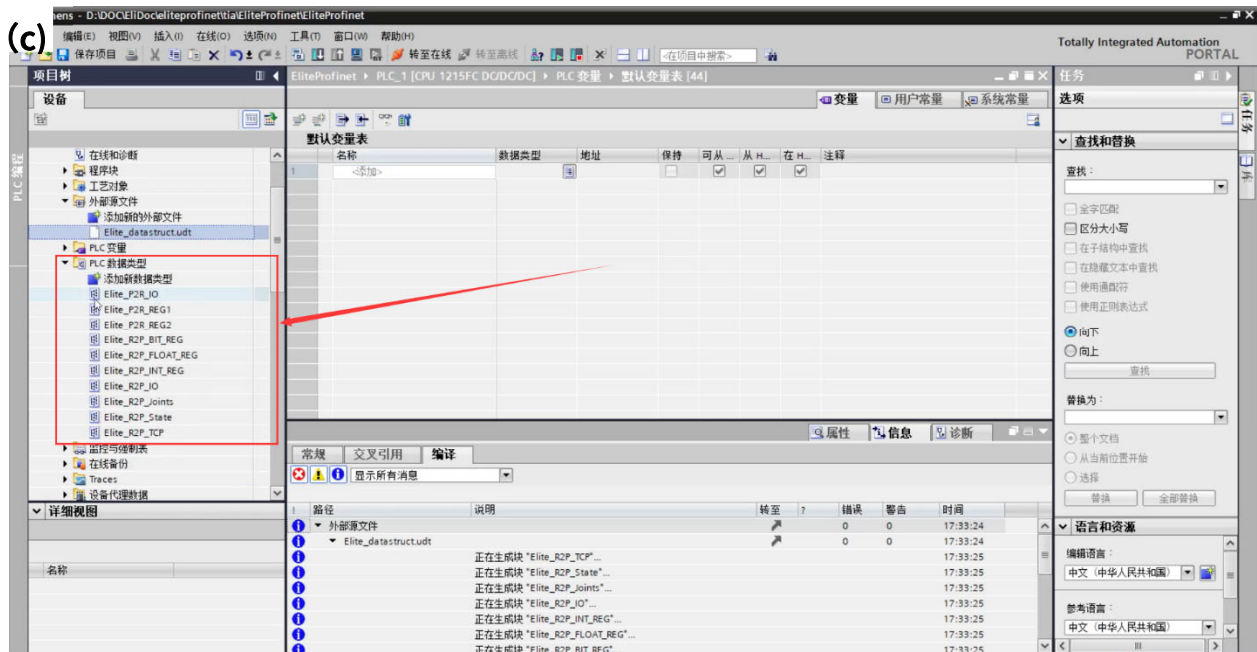 (c)
nens - D:\DOC\EliDoc\eliteprofinet\tia\EliteProfinet\EliteProfinet
编辑(E) 视图(V) 插入(I) 在线(O) 选项(N) 工具(T) 窗口(W) 帮助(H)
Totally Integrated Automation
PORTAL
保存项目 转至在线 转至离线 <在项目中搜索>
项目树
EliteProfinet PLC_1 [CPU 1215FC DC/DC/DC] PLC 变量 默认变量表 [44]
任务
设备
变量 用户常量 系统常量
选项
PLC 编程
在线和诊断
程序块
工艺对象
外部源文件
添加新的外部文件
Elite_datastruct.udt
PLC 变量
PLC 数据类型
添加新数据类型
Elite_P2R_IO
Elite_P2R_REG1
Elite_P2R_REG2
Elite_R2P_BIT_REG
Elite_R2P_FLOAT_REG
Elite_R2P_INT_REG
Elite_R2P_IO
Elite_R2P_Joints
Elite_R2P_State
Elite_R2P_TCP
监控与强制表
在线备份
Traces
设备代理数据
详细视图
名称
默认变量表
名称 数据类型 地址 保持 可从 ... 从 H... 在 H... 注释
1 <添加>
属性 信息 诊断
常规 交叉引用 编译
显示所有消息
! 路径 说明 转至 ? 错误 警告 时间
外部源文件 0 0 17:33:24
Elite_datastruct.udt 0 0 17:33:24
正在生成块 "Elite_R2P_TCP"... 17:33:25
正在生成块 "Elite_R2P_State"... 17:33:25
正在生成块 "Elite_R2P_Joints"... 17:33:25
正在生成块 "Elite_R2P_IO"... 17:33:25
正在生成块 "Elite_R2P_INT_REG"... 17:33:25
正在生成块 "Elite_R2P_FLOAT_REG"... 17:33:25
正在生成块 "Elite_R2P_BIT_REG"... 17:33:25
查找和替换
查找：
全字匹配
区分大小写
在子结构中查找
在隐藏文本中查找
使用通配符
使用正则表达式
向下
向上
查找
替换为：
整个文档
从当前位置开始
选择
替换 全部替换
语言和资源
编辑语言：
中文（中华人民共和国）
参考语言：
中文（中华人民共和国）
任务
库